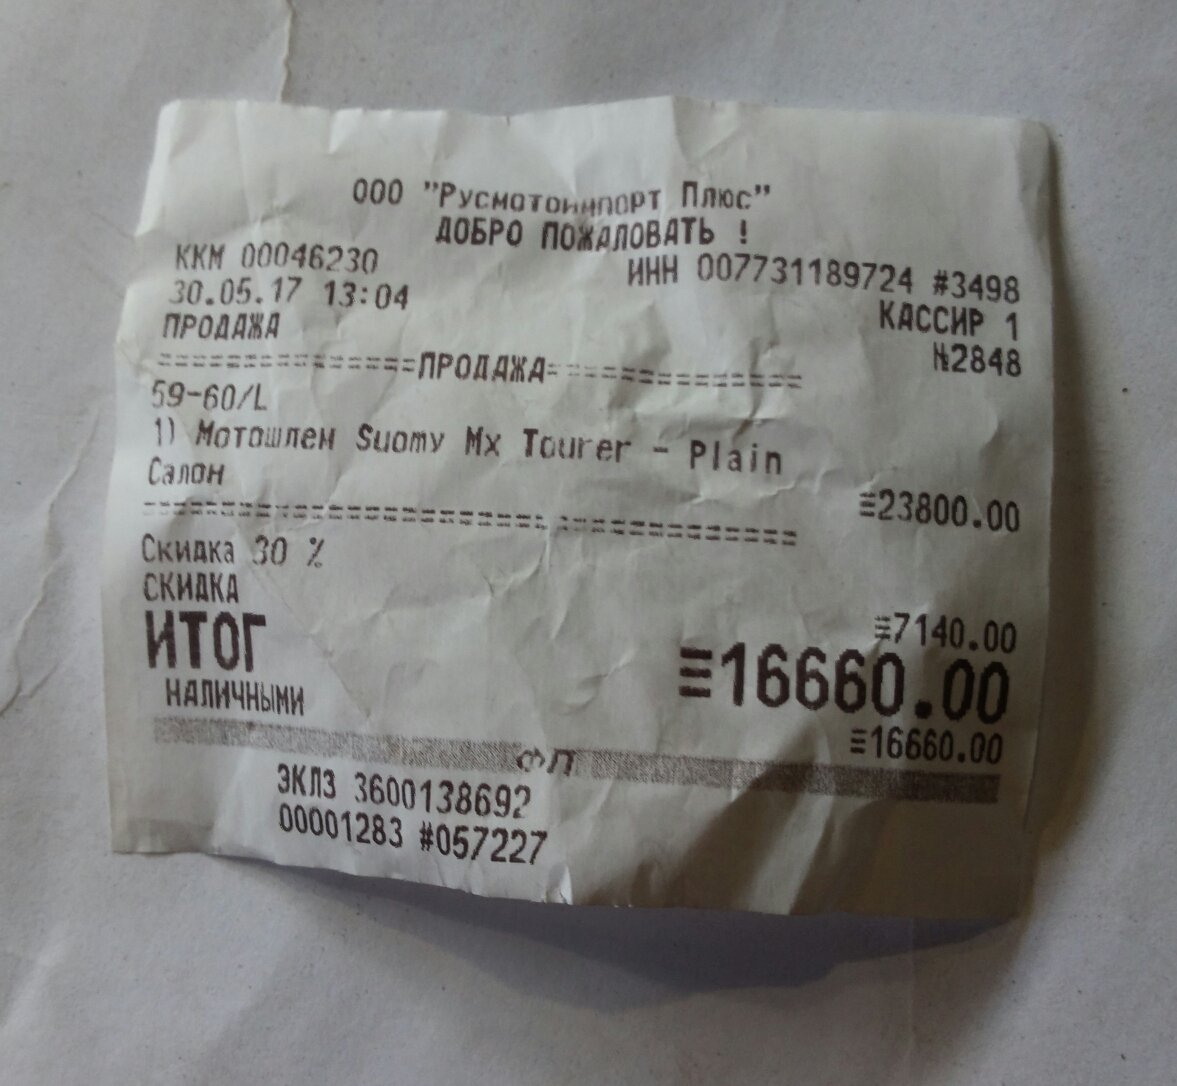 ООО "Русмотоимпорт Плюс"
ДОБРО ПОЖАЛОВАТЬ !
ККМ 00046230 ИНН 007731189724 #3498
30.05.17 13:04 КАССИР 1
ПРОДАЖА №2848
================ПРОДАЖА================
59-60/L
1) Мотошлем Suomy Mx Tourer - Plain
Салон ≡23800.00
========================================
Скидка 30 %
СКИДКА ≡7140.00
ИТОГ ≡16660.00
НАЛИЧНЫМИ ≡16660.00
ФП
ЭКЛЗ 3600138692
00001283 #057227